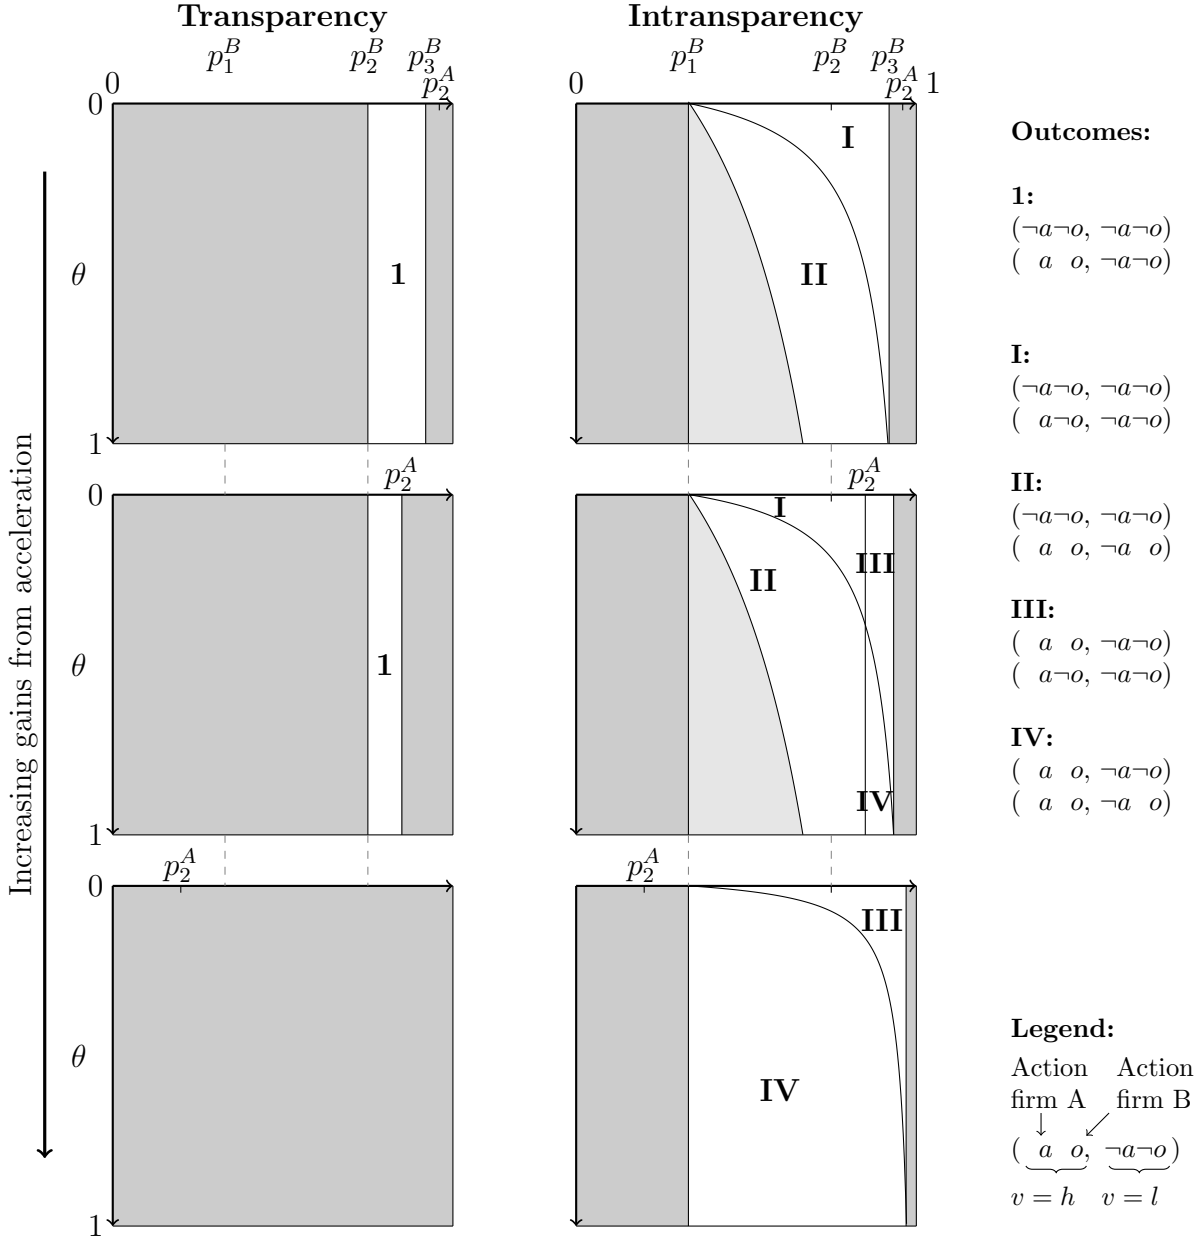 Transparency
Intransparency
p_1^B p_2^B p_3^B
p_1^B p_2^B p_3^B
0 p_2^A
0 p_2^A 1
0
1
I
II
θ
1
Increasing gains from acceleration
p_2^A
p_2^A
0
1
I
II
III
IV
θ
1
p_2^A
p_2^A
0
III
IV
θ
1
Outcomes:
1:
(¬a¬o, ¬a¬o)
( a o, ¬a¬o)
I:
(¬a¬o, ¬a¬o)
( a¬o, ¬a¬o)
II:
(¬a¬o, ¬a¬o)
( a o, ¬a o)
III:
( a o, ¬a¬o)
( a¬o, ¬a¬o)
IV:
( a o, ¬a¬o)
( a o, ¬a o)
Legend:
Action Action
firm A firm B
( a o, ¬a¬o)
v = h v = l